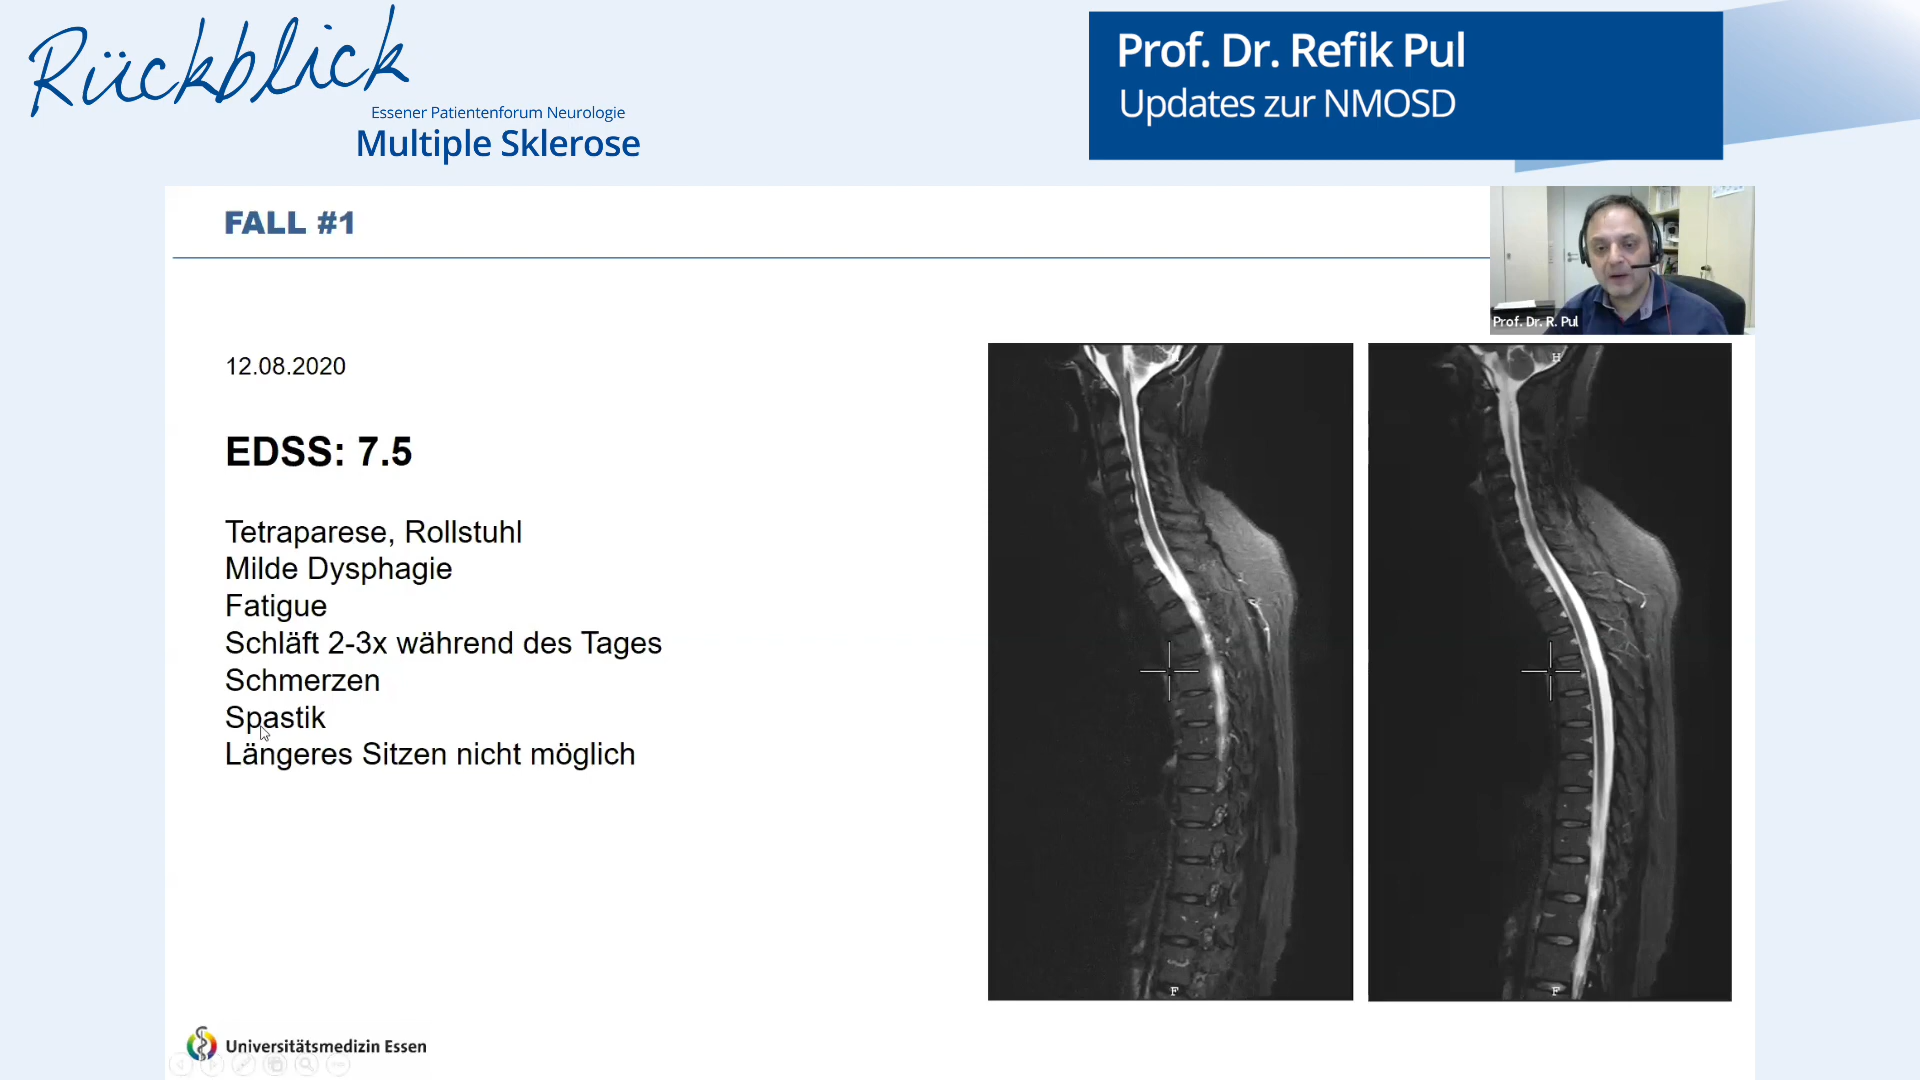 Rückblick
Essener Patientenforum Neurologie
Multiple Sklerose
Prof. Dr. Refik Pul
Updates zur NMOSD
FALL #1
Prof. Dr. R. Pul
12.08.2020
EDSS: 7.5
Tetraparese, Rollstuhl
Milde Dysphagie
Fatigue
Schläft 2-3x während des Tages
Schmerzen
Spastik
Längeres Sitzen nicht möglich
H
H
F
F
Universitätsmedizin Essen